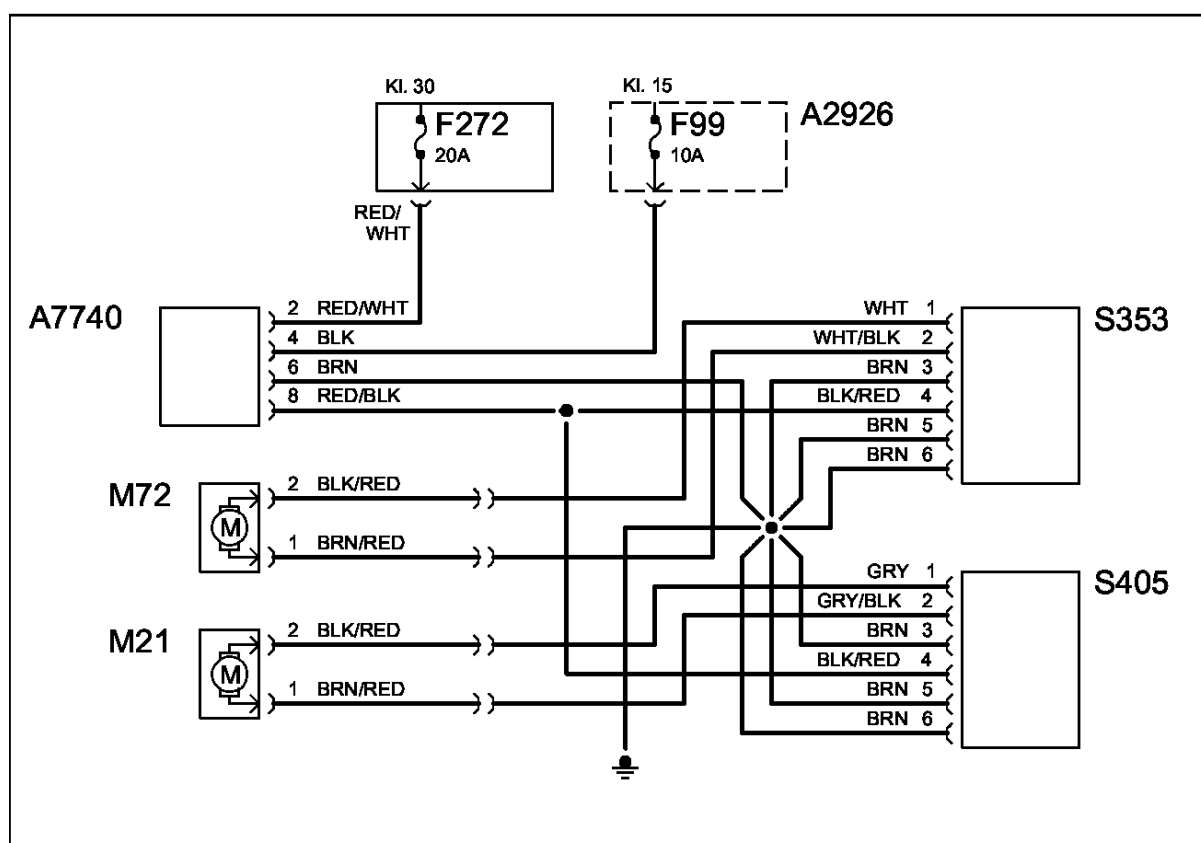 Kl. 30
Kl. 15
F272
20A
F99
10A
A2926
RED/
WHT
A7740
2 RED/WHT
4 BLK
6 BRN
8 RED/BLK
WHT 1
WHT/BLK 2
BRN 3
BLK/RED 4
BRN 5
BRN 6
S353
M72
M
2 BLK/RED
1 BRN/RED
M21
M
2 BLK/RED
1 BRN/RED
GRY 1
GRY/BLK 2
BRN 3
BLK/RED 4
BRN 5
BRN 6
S405